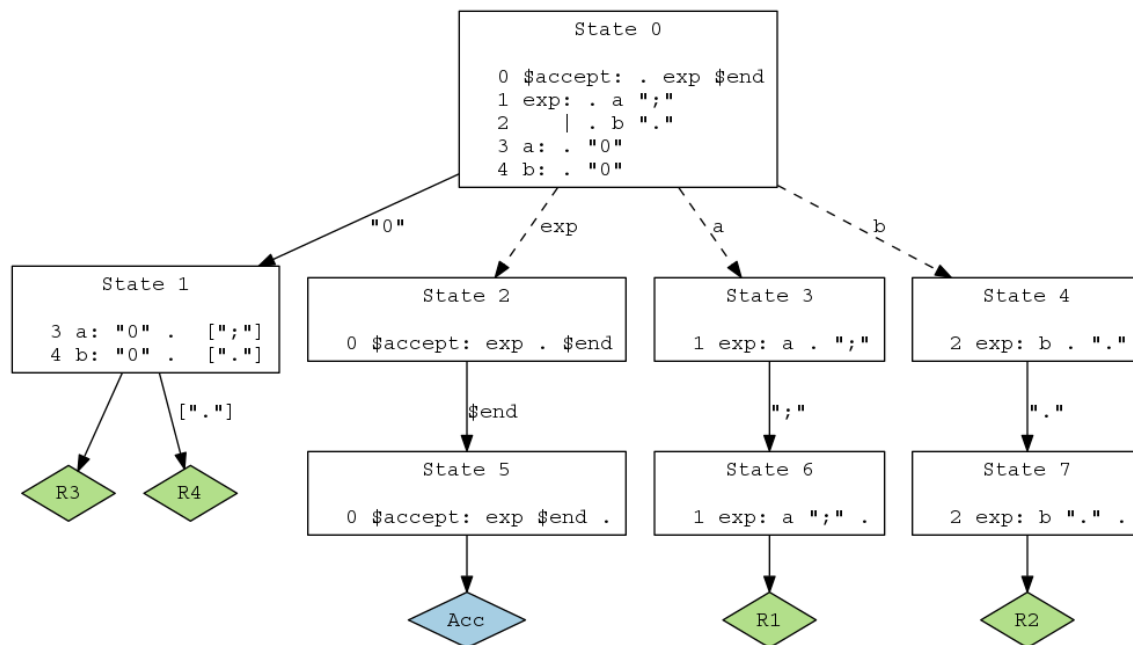 State 0
0 $accept: . exp $end
1 exp: . a ";"
2    | . b "."
3 a: . "0"
4 b: . "0"
"0"
exp
a
b
State 1
3 a: "0" .  [";"]
4 b: "0" .  ["."]
State 2
0 $accept: exp . $end
State 3
1 exp: a . ";"
State 4
2 exp: b . "."
["."]
$end
";"
"."
R3
R4
State 5
0 $accept: exp $end .
State 6
1 exp: a ";" .
State 7
2 exp: b "." .
Acc
R1
R2